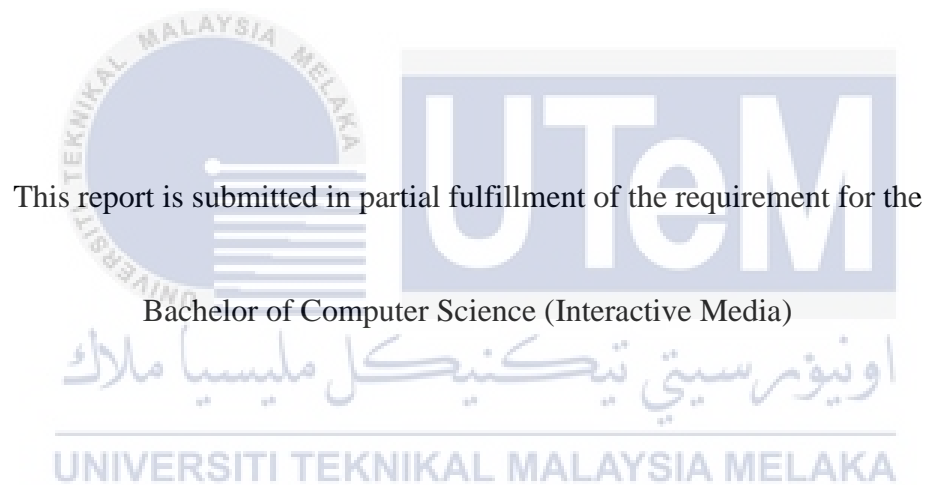 UNIVERSITI TEKNIKAL MALAYSIA MELAKA
UTeM
This report is submitted in partial fulfillment of the requirement for the
Bachelor of Computer Science (Interactive Media)
اونيۏرسيتي تيكنيكل مليسيا ملاك
UNIVERSITI TEKNIKAL MALAYSIA MELAKA